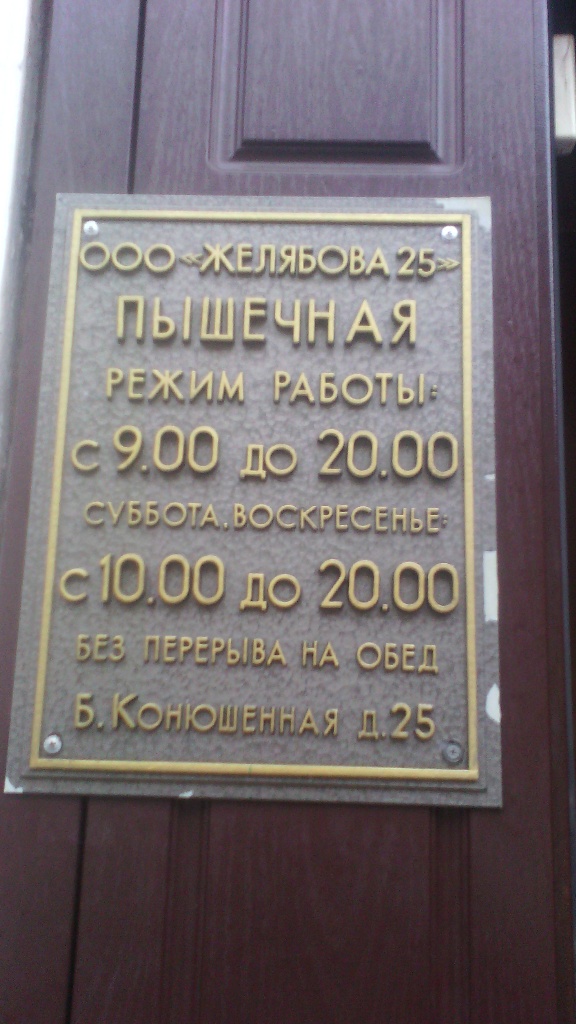 ООО «ЖЕЛЯБОВА 25»
ПЫШЕЧНАЯ
РЕЖИМ РАБОТЫ:
С 9.00 ДО 20.00
СУББОТА, ВОСКРЕСЕНЬЕ:
С 10.00 ДО 20.00
БЕЗ ПЕРЕРЫВА НА ОБЕД
Б. КОНЮШЕННАЯ Д.25